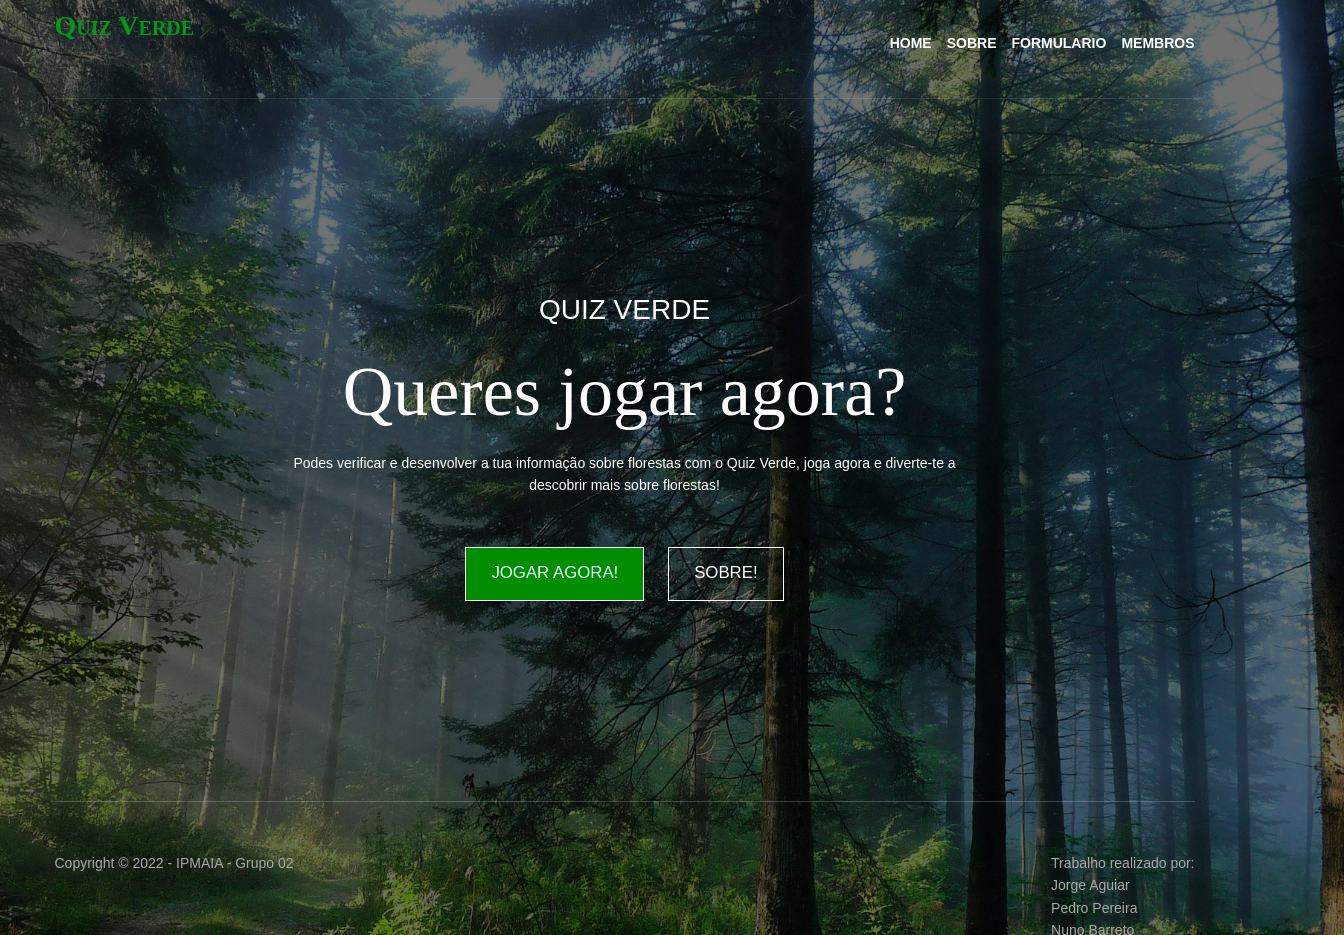 Quiz Verde
HOME SOBRE FORMULARIO MEMBROS
QUIZ VERDE
Queres jogar agora?
Podes verificar e desenvolver a tua informação sobre florestas com o Quiz Verde, joga agora e diverte-te a
descobrir mais sobre florestas!
JOGAR AGORA! SOBRE!
Copyright © 2022 - IPMAIA - Grupo 02
Trabalho realizado por:
Jorge Aguiar
Pedro Pereira
Nuno Barreto